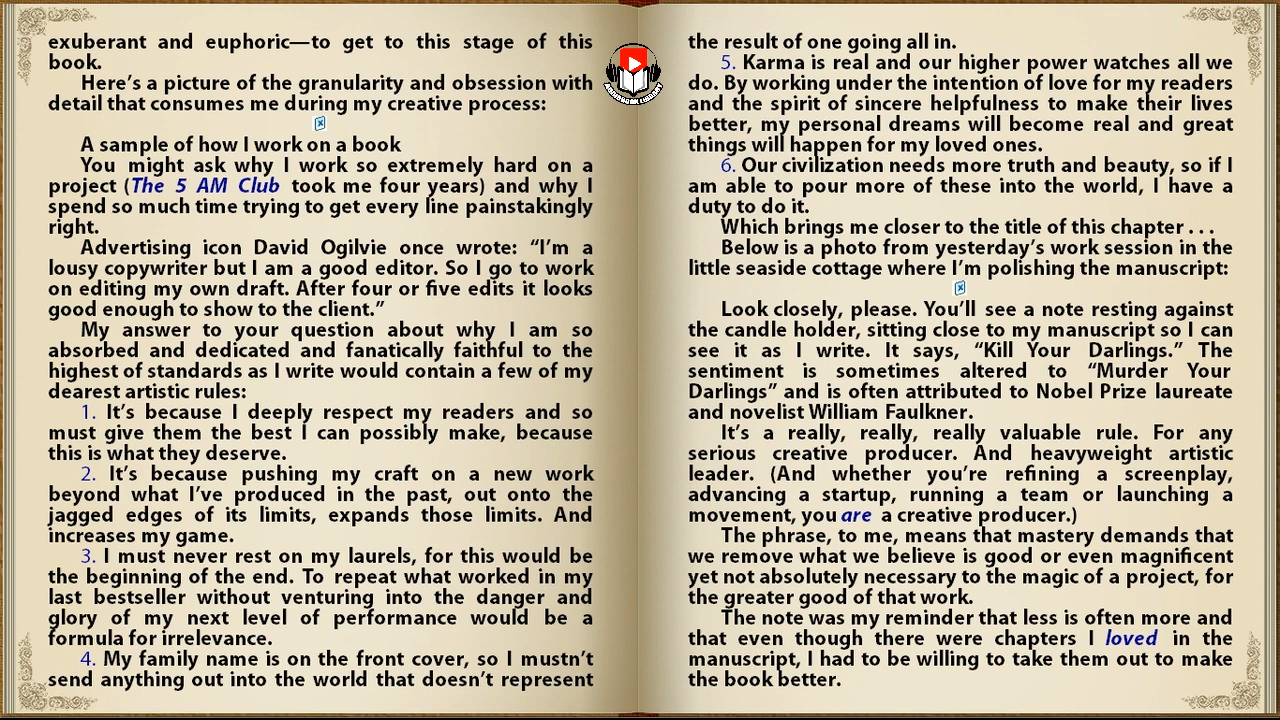 exuberant and euphoric—to get to this stage of this
book.
Here's a picture of the granularity and obsession with
detail that consumes me during my creative process:
A sample of how I work on a book
You might ask why I work so extremely hard on a
project (The 5 AM Club took me four years) and why I
spend so much time trying to get every line painstakingly
right.
Advertising icon David Ogilvie once wrote: “I'm a
lousy copywriter but I am a good editor. So I go to work
on editing my own draft. After four or five edits it looks
good enough to show to the client.”
My answer to your question about why I am so
absorbed and dedicated and fanatically faithful to the
highest of standards as I write would contain a few of my
dearest artistic rules:
1. It's because I deeply respect my readers and so
must give them the best I can possibly make, because
this is what they deserve.
2. It's because pushing my craft on a new work
beyond what I've produced in the past, out onto the
jagged edges of its limits, expands those limits. And
increases my game.
3. I must never rest on my laurels, for this would be
the beginning of the end. To repeat what worked in my
last bestseller without venturing into the danger and
glory of my next level of performance would be a
formula for irrelevance.
4. My family name is on the front cover, so I mustn't
send anything out into the world that doesn't represent
the result of one going all in.
5. Karma is real and our higher power watches all we
do. By working under the intention of love for my readers
and the spirit of sincere helpfulness to make their lives
better, my personal dreams will become real and great
things will happen for my loved ones.
6. Our civilization needs more truth and beauty, so if I
am able to pour more of these into the world, I have a
duty to do it.
Which brings me closer to the title of this chapter . . .
Below is a photo from yesterday's work session in the
little seaside cottage where I'm polishing the manuscript:
Look closely, please. You'll see a note resting against
the candle holder, sitting close to my manuscript so I can
see it as I write. It says, “Kill Your Darlings.” The
sentiment is sometimes altered to “Murder Your
Darlings” and is often attributed to Nobel Prize laureate
and novelist William Faulkner.
It's a really, really, really valuable rule. For any
serious creative producer. And heavyweight artistic
leader. (And whether you're refining a screenplay,
advancing a startup, running a team or launching a
movement, you are a creative producer.)
The phrase, to me, means that mastery demands that
we remove what we believe is good or even magnificent
yet not absolutely necessary to the magic of a project, for
the greater good of that work.
The note was my reminder that less is often more and
that even though there were chapters I loved in the
manuscript, I had to be willing to take them out to make
the book better.